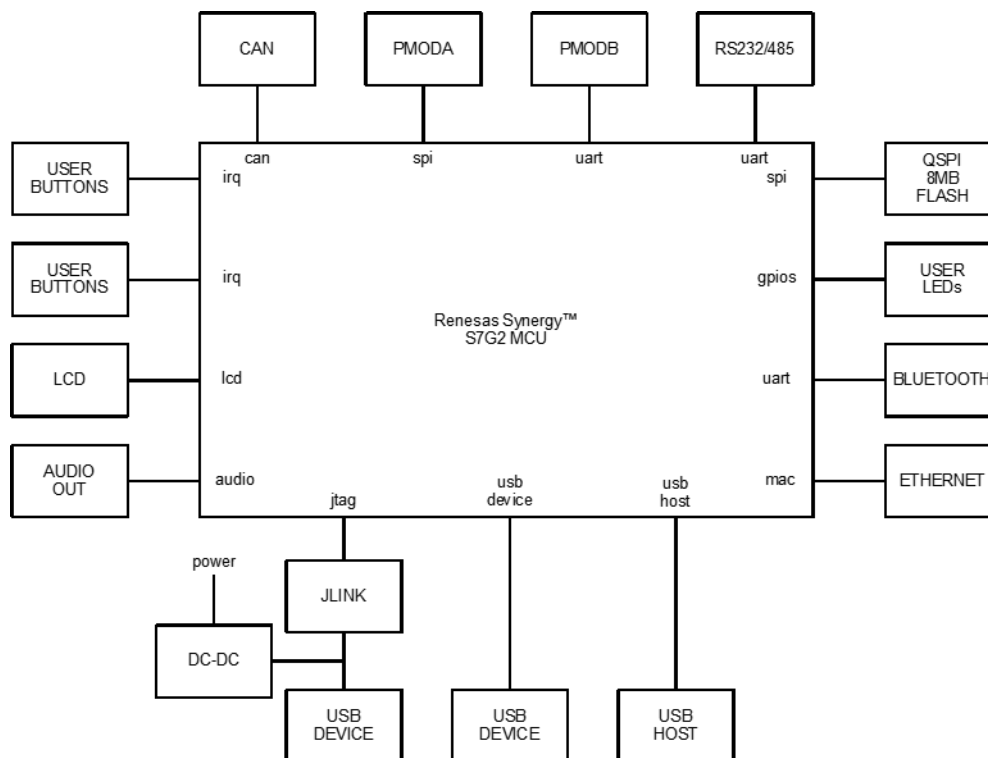 CAN
PMODA
PMODB
RS232/485
can
spi
uart
uart
USER
BUTTONS
irq
spi
QSPI
8MB
FLASH
USER
BUTTONS
irq
gpios
USER
LEDs
Renesas Synergy™
S7G2 MCU
LCD
lcd
uart
BLUETOOTH
AUDIO
OUT
audio
jtag
usb
device
usb
host
mac
ETHERNET
power
JLINK
DC-DC
USB
DEVICE
USB
DEVICE
USB
HOST